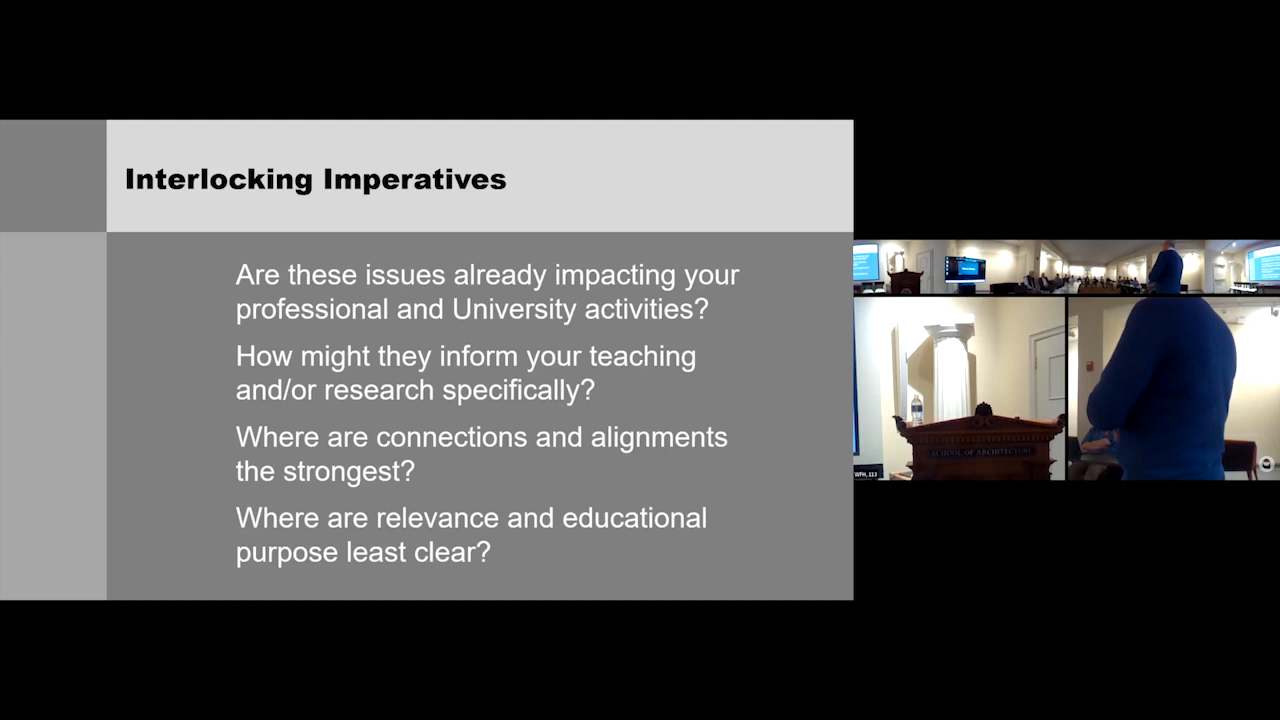 Interlocking Imperatives
Are these issues already impacting your
professional and University activities?
How might they inform your teaching
and/or research specifically?
Where are connections and alignments
the strongest?
Where are relevance and educational
purpose least clear?
SCHOOL OF ARCHITECTURE
WFH, 113